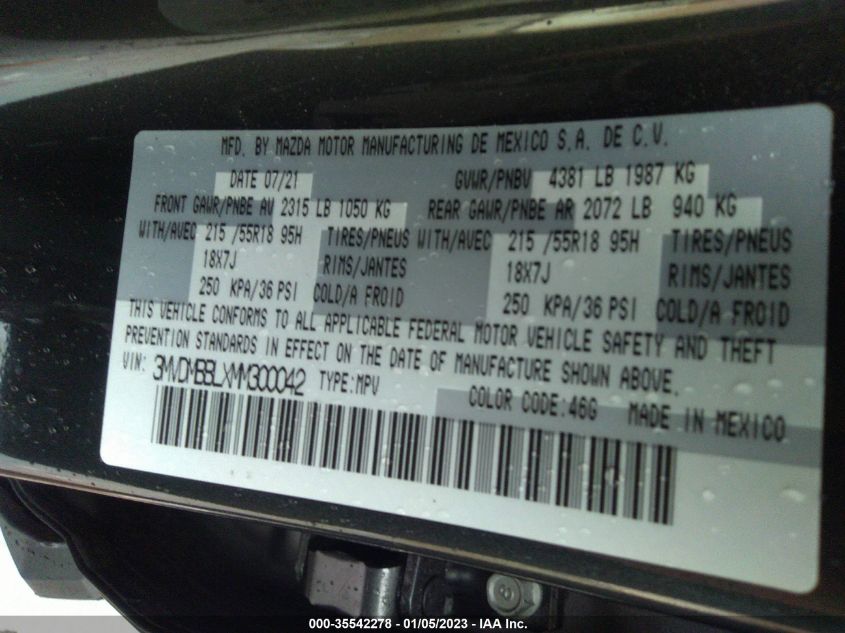 MFD. BY MAZDA MOTOR MANUFACTURING DE MEXICO S.A. DE C.V.
DATE 07/21 GVWR/PNBV 4381 LB 1987 KG
FRONT GAWR/PNBE AV 2315 LB 1050 KG REAR GAWR/PNBE AR 2072 LB 940 KG
WITH/AVEC 215 /55R18 95H TIRES/PNEUS WITH/AVEC 215 /55R18 95H TIRES/PNEUS
18X7J RIMS/JANTES 18X7J RIMS/JANTES
250 KPA/36 PSI COLD/A FROID 250 KPA/36 PSI COLD/A FROID
THIS VEHICLE CONFORMS TO ALL APPLICABLE FEDERAL MOTOR VEHICLE SAFETY AND THEFT
PREVENTION STANDARDS IN EFFECT ON THE DATE OF MANUFACTURE SHOWN ABOVE.
VIN: 3MVDMBBLXMM300042 TYPE:MPV
COLOR CODE:46G MADE IN MEXICO
000-35542278 - 01/05/2023 - IAA Inc.